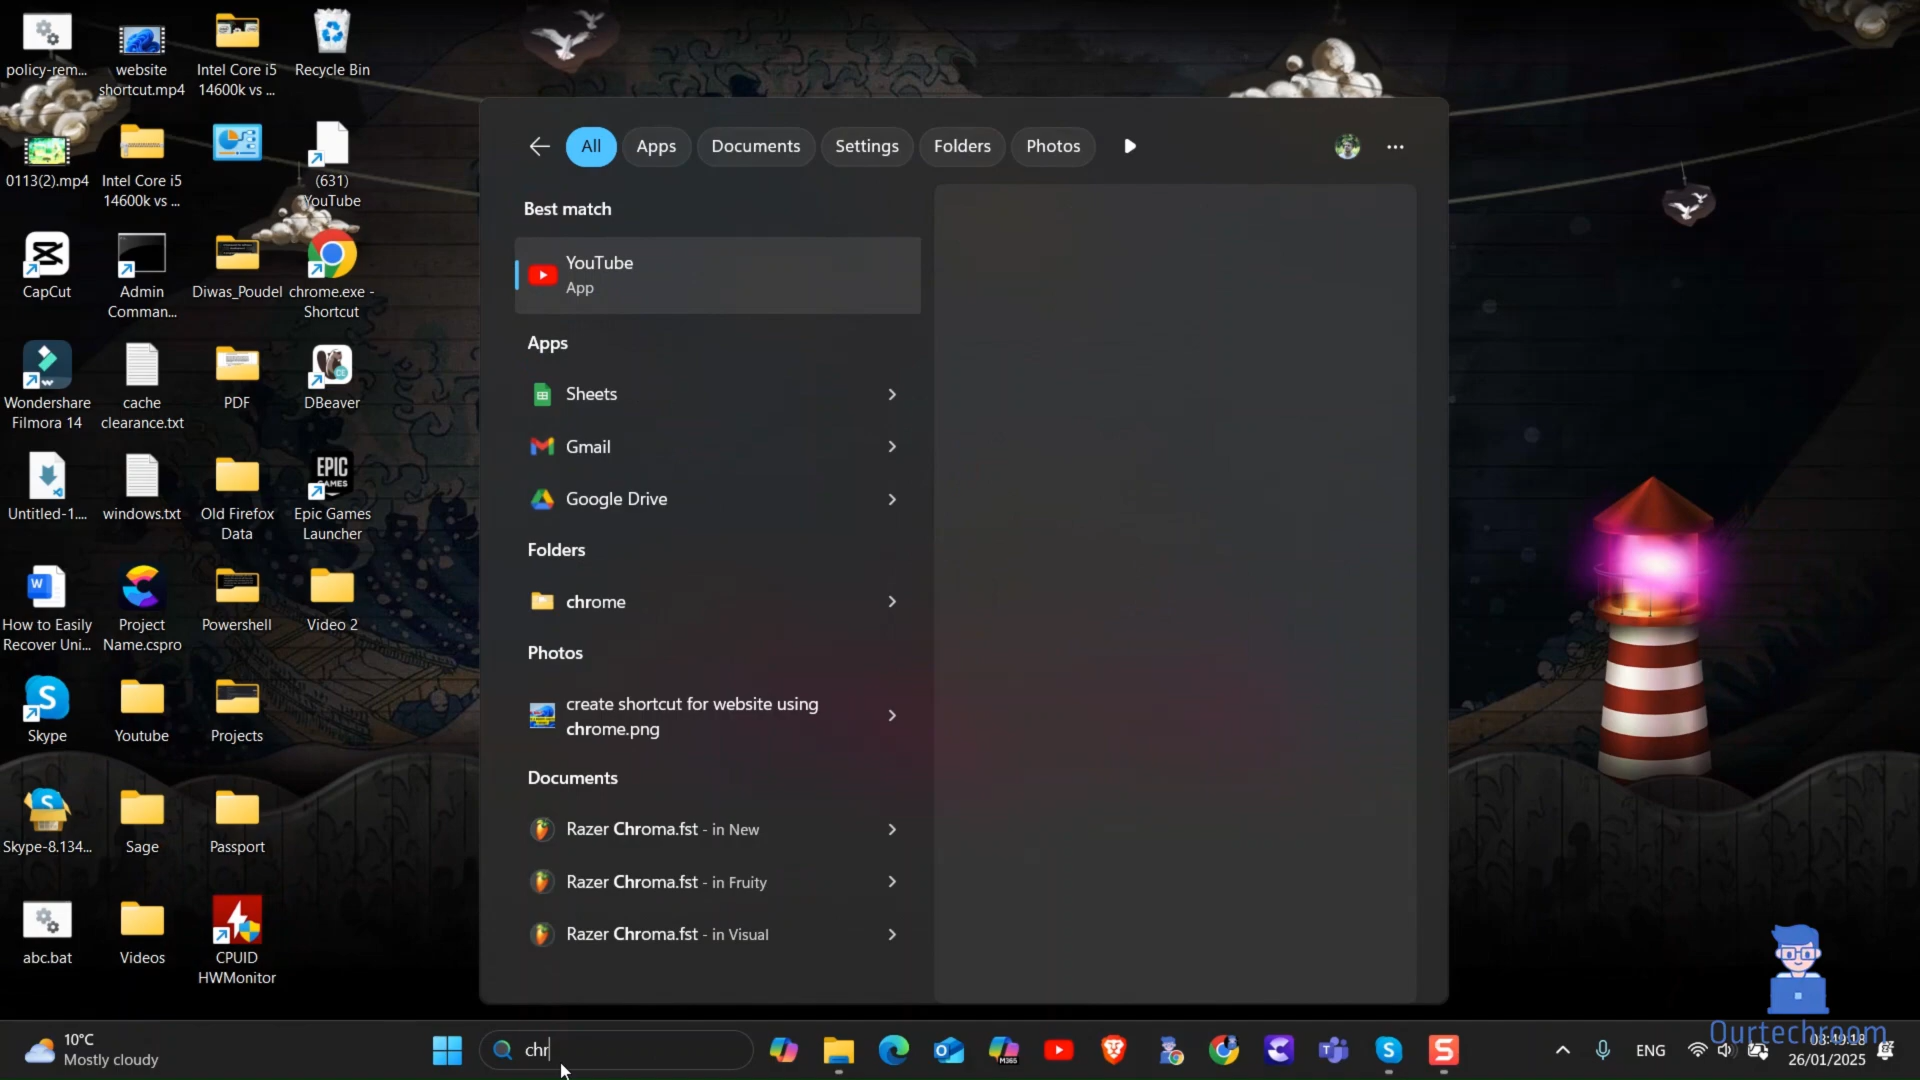 policy-rem...
website
shortcut.mp4
Intel Core i5
14600k vs ...
Recycle Bin
0113(2).mp4
Intel Core i5
14600k vs ...
(631)
YouTube
CapCut
Admin
Comman...
Diwas_Poudel
chrome.exe -
Shortcut
Wondershare
Filmora 14
cache
clearance.txt
PDF
DBeaver
Untitled-1....
windows.txt
Old Firefox
Data
EPIC
GAMES
Epic Games
Launcher
How to Easily
Recover Uni...
Project
Name.cspro
Powershell
Video 2
Skype
Youtube
Projects
Skype-8.134...
Sage
Passport
abc.bat
Videos
CPUID
HWMonitor
All
Apps
Documents
Settings
Folders
Photos
Best match
YouTube
App
Apps
Sheets
Gmail
Google Drive
Folders
chrome
Photos
create shortcut for website using
chrome.png
Documents
Razer Chroma.fst - in New
Razer Chroma.fst - in Fruity
Razer Chroma.fst - in Visual
10°C
Mostly cloudy
chr
M365
ENG
Ourtechroom
08:49:18
26/01/2025